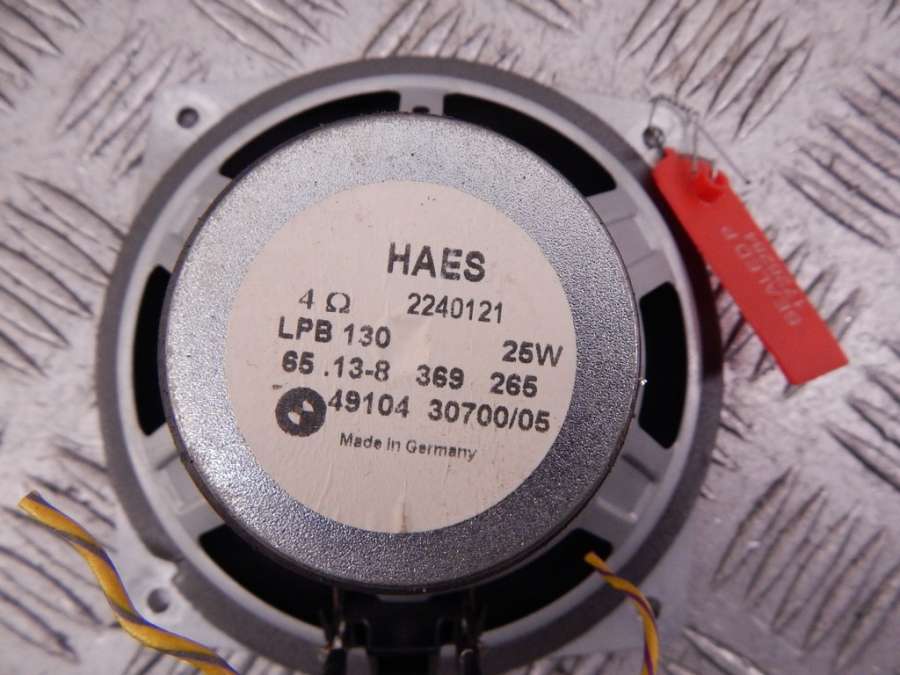 HAES
4 Ω 2240121
LPB 130 25W
65 .13-8 369 265
49104 30700/05
Made in Germany